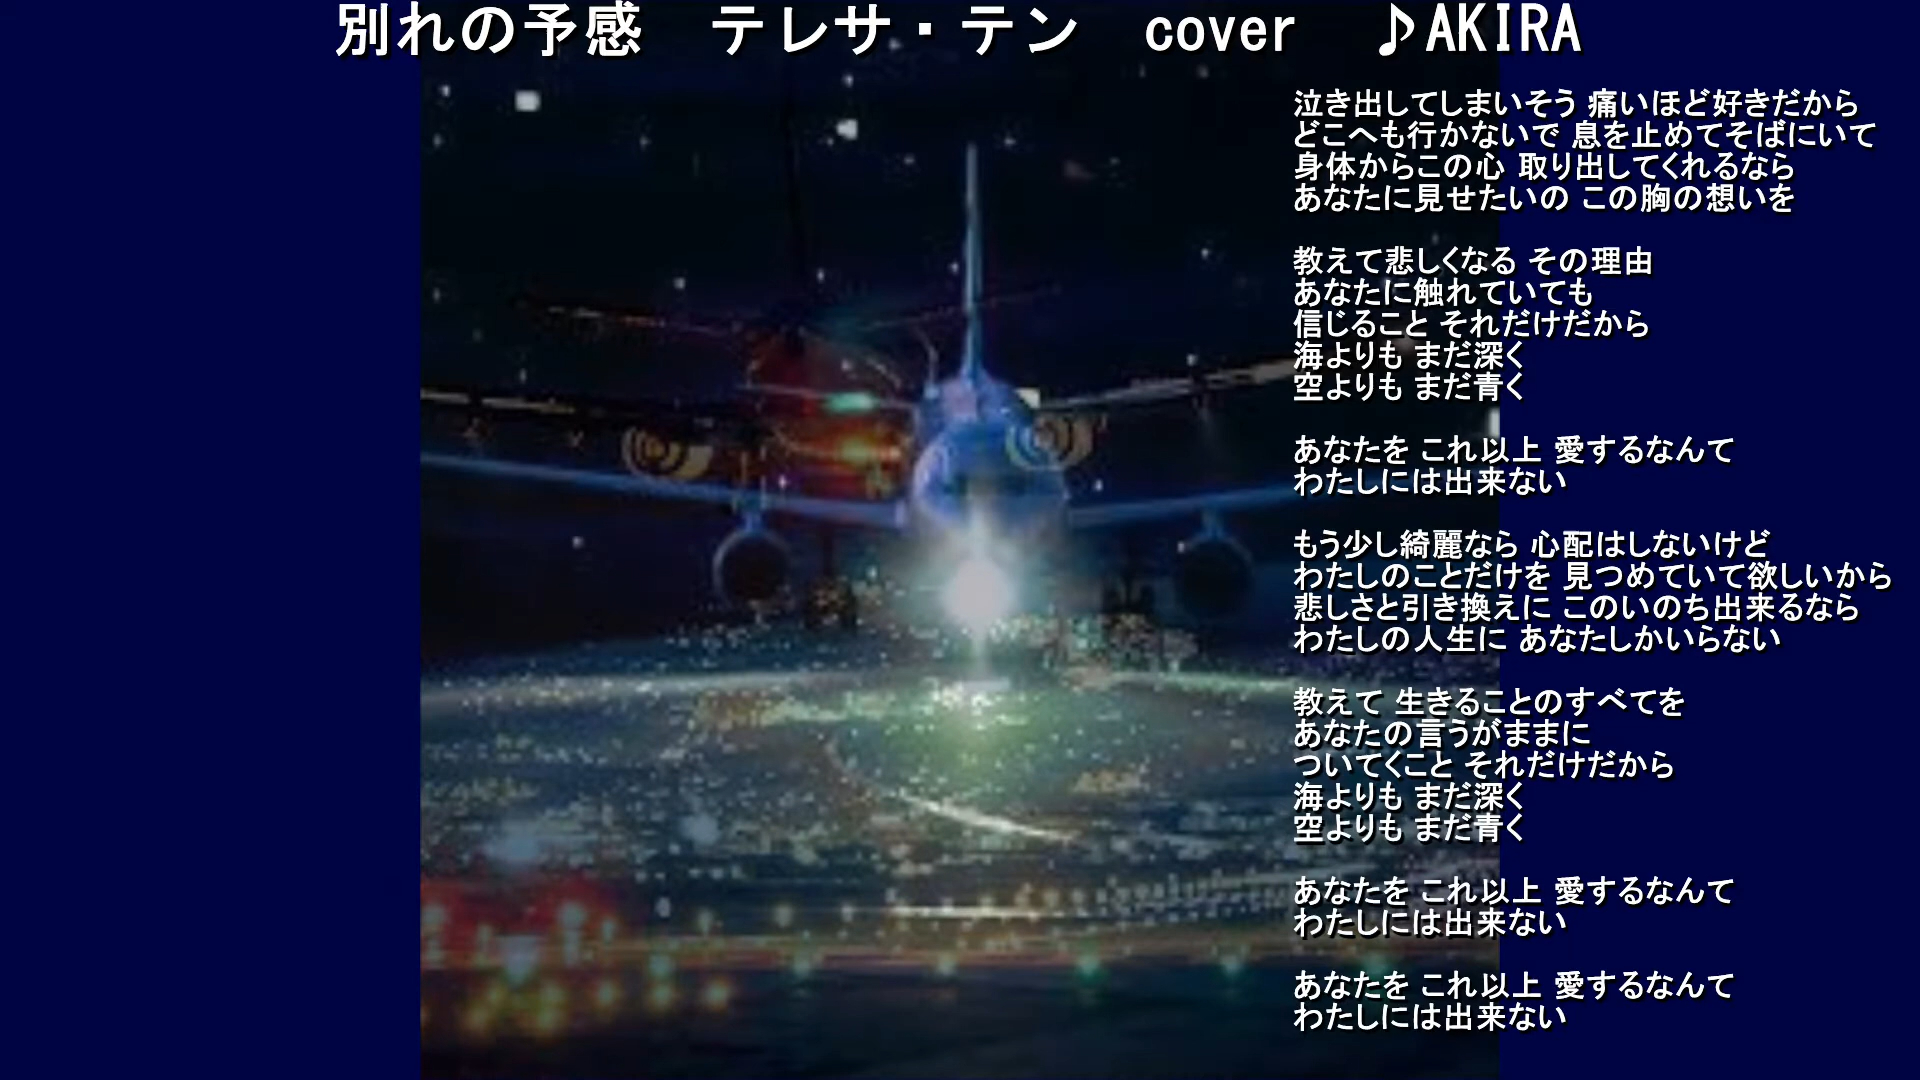 別れの予感　テレサ・テン　cover　♪AKIRA
泣き出してしまいそう 痛いほど好きだから
どこへも行かないで 息を止めてそばにいて
身体からこの心 取り出してくれるなら
あなたに見せたいの この胸の想いを
教えて悲しくなる その理由
あなたに触れていても
信じること それだけだから
海よりも まだ深く
空よりも まだ青く
あなたを これ以上 愛するなんて
わたしには出来ない
もう少し綺麗なら 心配はしないけど
わたしのことだけを 見つめていて欲しいから
悲しさと引き換えに このいのち出来るなら
わたしの人生に あなたしかいらない
教えて 生きることのすべてを
あなたの言うがままに
ついてくこと それだけだから
海よりも まだ深く
空よりも まだ青く
あなたを これ以上 愛するなんて
わたしには出来ない
あなたを これ以上 愛するなんて
わたしには出来ない